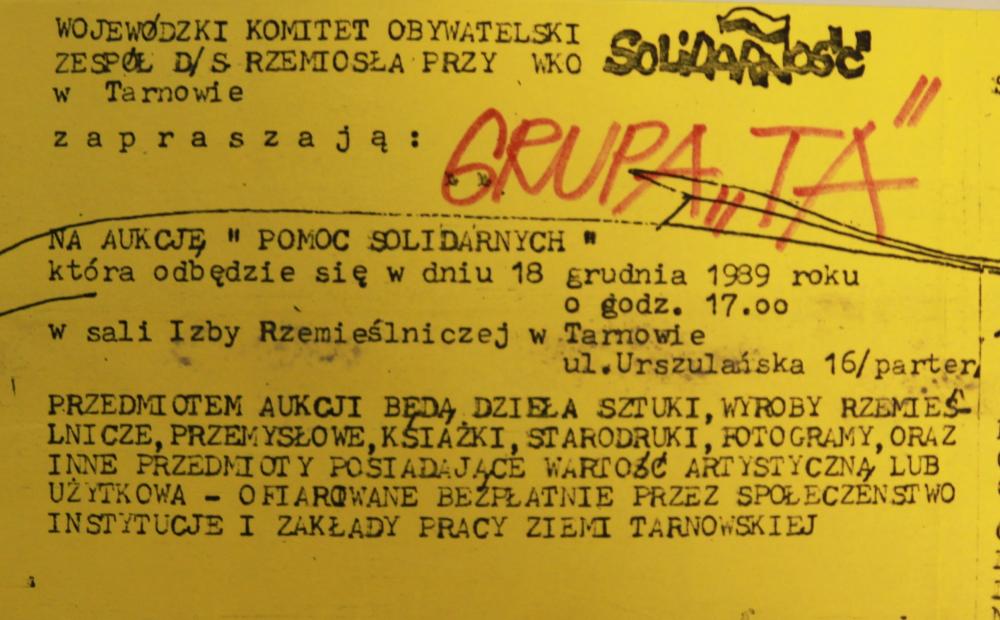 WOJEWØDZKI KOMITET OBYWATELSKI
SOLIDARNOŚĆ
ZESPÓŁ D/S RZEMIOSŁA PRZY WKO
w Tarnowie
zapraszają:
GRUPA „TA”
NA AUKCJĘ " POMOC SOLIDARNYCH "
która odbędzie się w dniu 18 grudnia 1989 roku
o godz. 17.oo
w sali Izby Rzemieślniczej w Tarnowie
ul.Urszulańska 16/parter,
PRZEDMIOTEM AUKCJI BĘDĄ DZIEŁA SZTUKI, WYROBY RZEMIEŚ-
LNICZE, PRZEMYSŁOWE, KSIĄŻKI, STARODRUKI, FOTOGRAMY, ORAZ
INNE PRZEDMIOTY POSIADAJĄCE WARTOŚĆ ARTYSTYCZNĄ LUB
UŻYTKOWA - OFIAROWANE BEZPŁATNIE PRZEZ SPOŁECZEŃSTWO
INSTYTUCJE I ZAKŁADY PRACY ZIEMI TARNOWSKIEJ